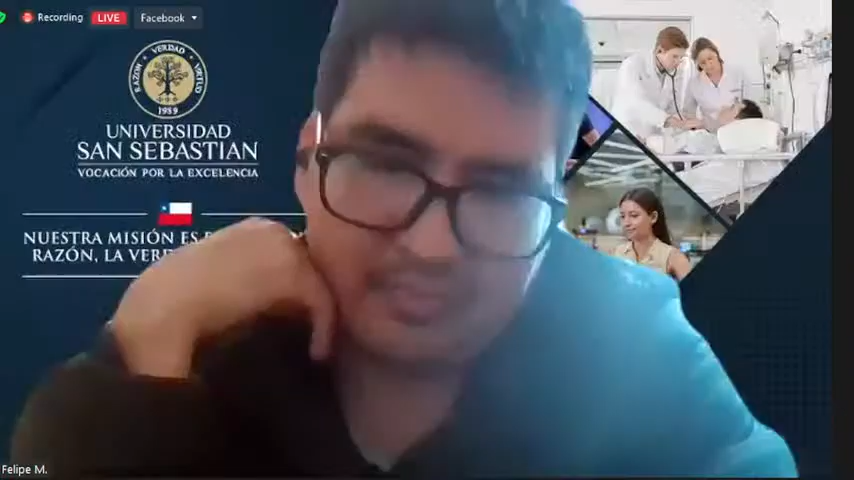 Recording
LIVE
Facebook
RAZÓN VERDAD VIRTUD
1989
UNIVERSIDAD
SAN SEBASTIAN
VOCACIÓN POR LA EXCELENCIA
NUESTRA MISIÓN ES
RAZÓN, LA
Felipe M.